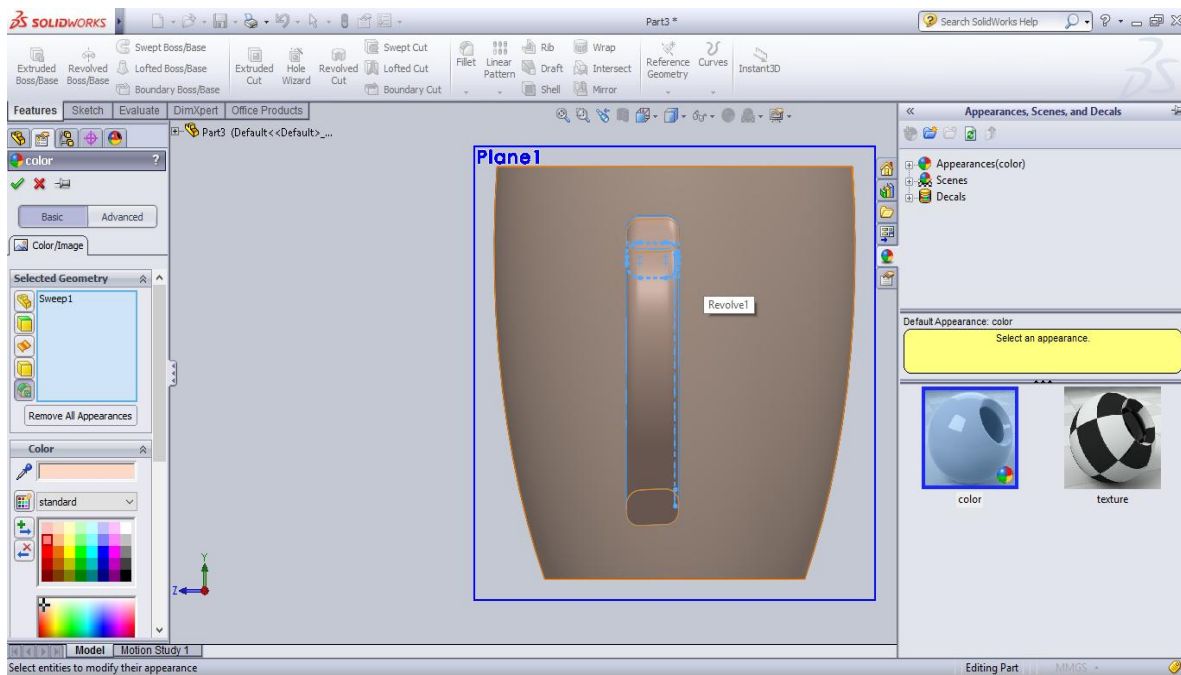 SOLIDWORKS
Part3 *
Search SolidWorks Help
Extruded Boss/Base
Revolved Boss/Base
Swept Boss/Base
Lofted Boss/Base
Boundary Boss/Base
Extruded Cut
Hole Wizard
Revolved Cut
Swept Cut
Lofted Cut
Boundary Cut
Fillet
Linear Pattern
Rib
Draft
Shell
Wrap
Intersect
Mirror
Reference Geometry
Curves
Instant3D
Features
Sketch
Evaluate
DimXpert
Office Products
Part3 (Default<<Default>_...
color
?
Basic
Advanced
Color/Image
Selected Geometry
Sweep1
Remove All Appearances
Color
standard
Plane1
Revolve1
Y
Z
Appearances, Scenes, and Decals
Appearances(color)
Scenes
Decals
Default Appearance: color
Select an appearance.
color
texture
Model
Motion Study 1
Select entities to modify their appearance
Editing Part
MMGS